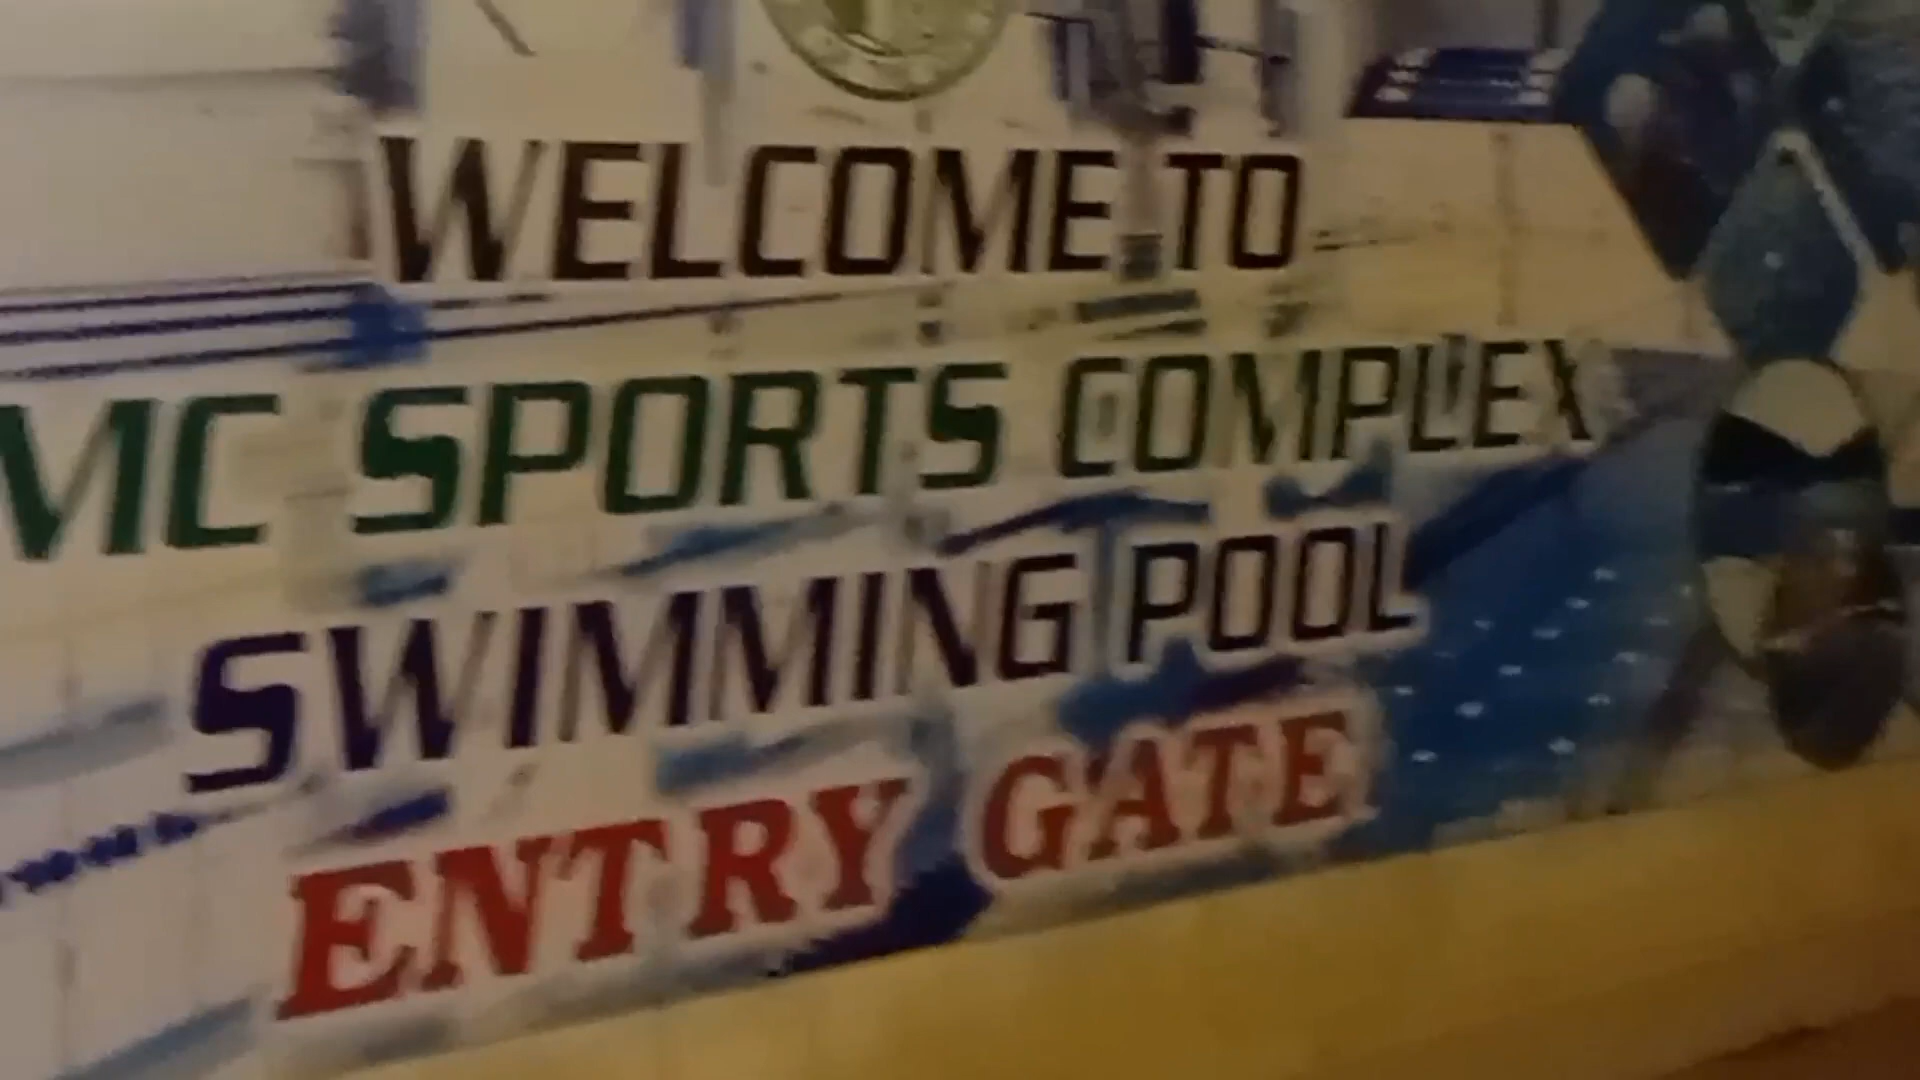 WELCOME TO
MC SPORTS COMPLEX
SWIMMING POOL
ENTRY GATE